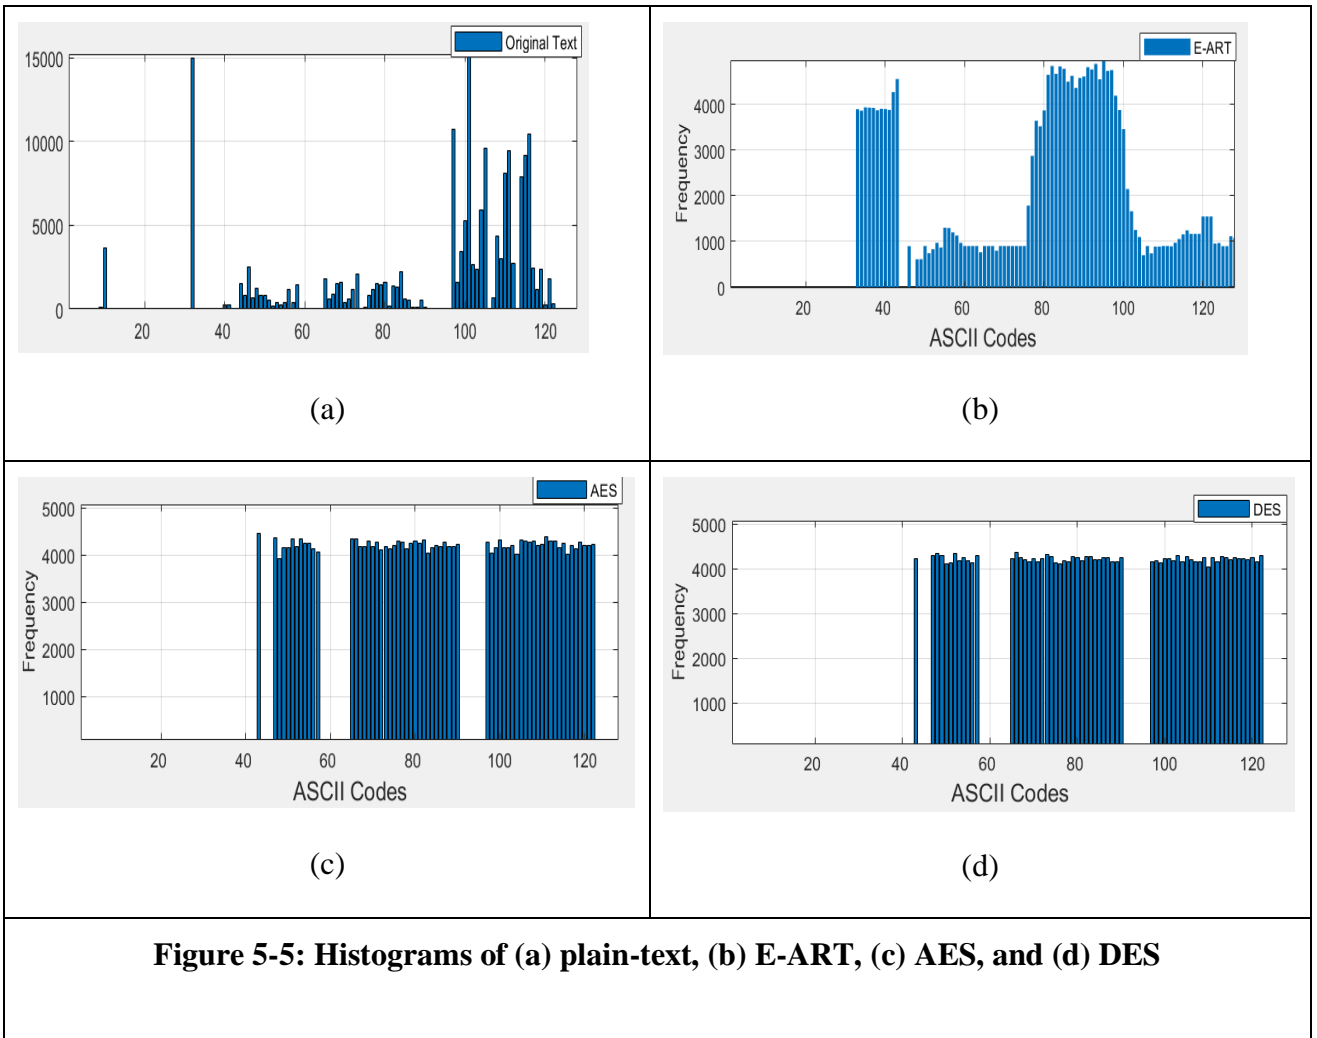 Original Text
15000
10000
5000
0
20 40 60 80 100 120
(a)
E-ART
Frequency
4000
3000
2000
1000
0
20 40 60 80 100 120
ASCII Codes
(b)
AES
Frequency
5000
4000
3000
2000
1000
20 40 60 80 100 120
ASCII Codes
(c)
DES
Frequency
5000
4000
3000
2000
1000
20 40 60 80 100 120
ASCII Codes
(d)
Figure 5-5: Histograms of (a) plain-text, (b) E-ART, (c) AES, and (d) DES